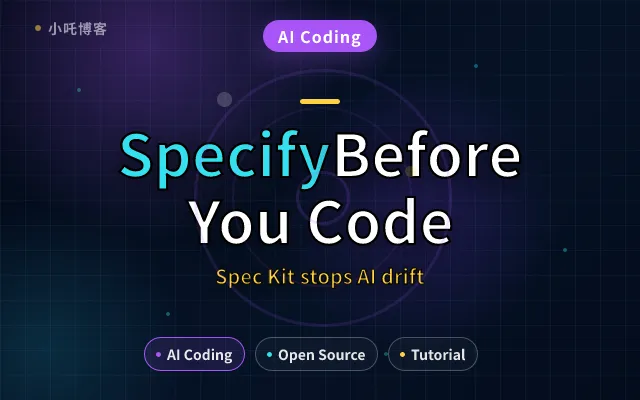 小吒博客
AI Coding
SpecifyBefore
You Code
Spec Kit stops AI drift
AI Coding
Open Source
Tutorial